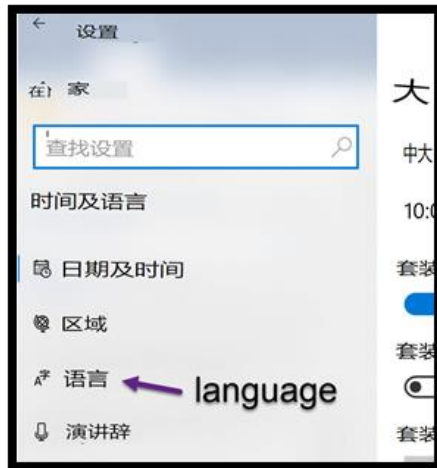 设置
在 家
查找设置
时间及语言
日期及时间
区域
语言
language
演讲辞
大
中大
10:0
套装
套装
套装